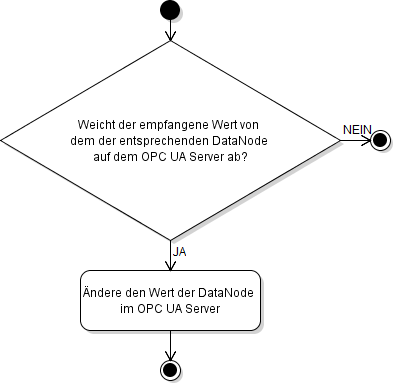 Weicht der empfangene Wert von
dem der entsprechenden DataNode
auf dem OPC UA Server ab?
NEIN
JA
Ändere den Wert der DataNode
im OPC UA Server